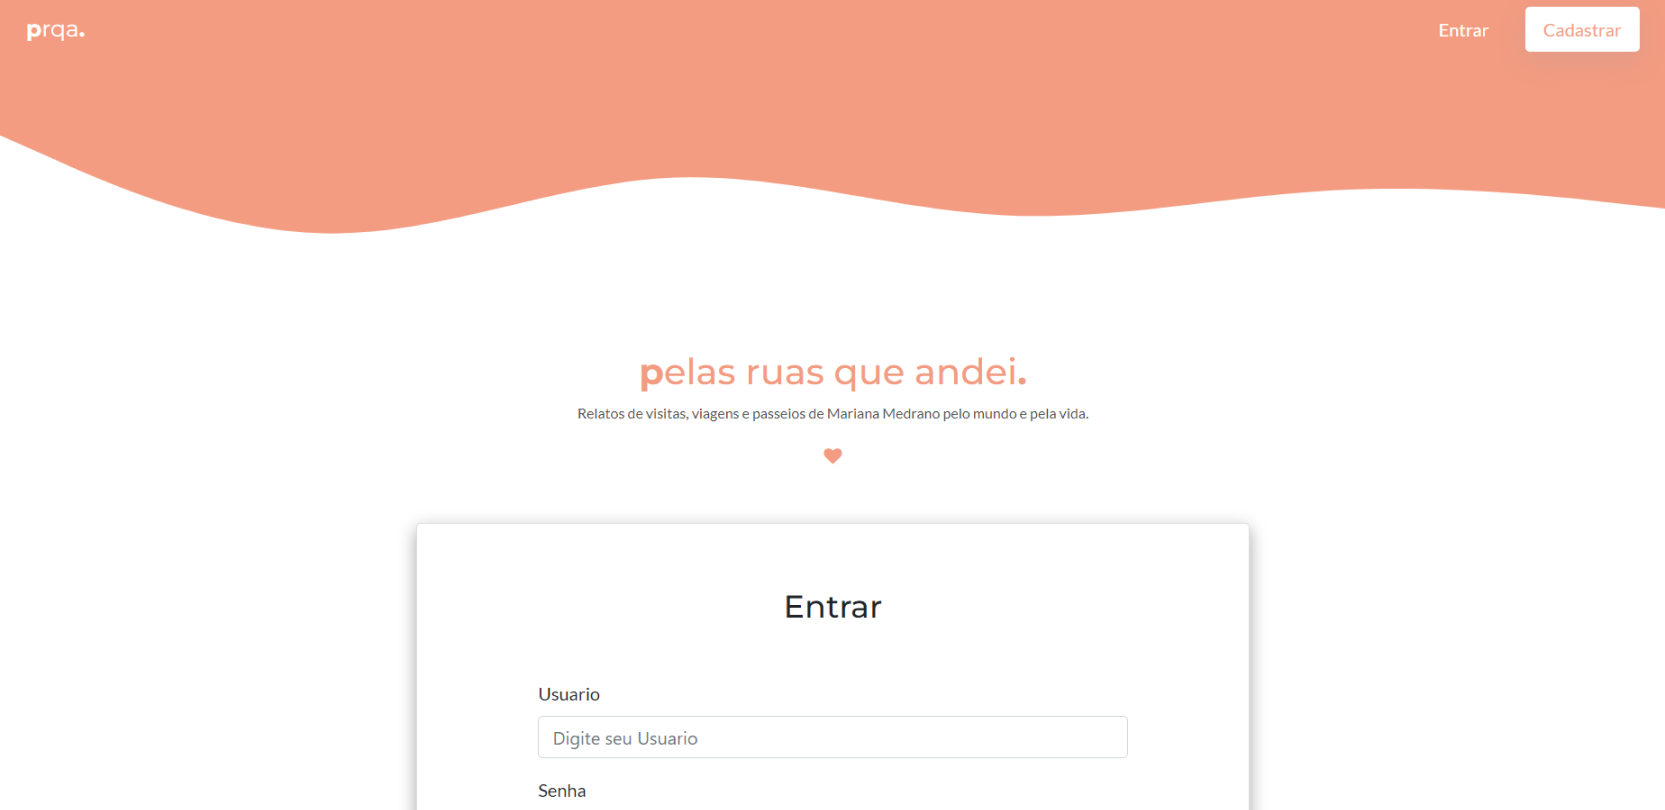 prqa.
Entrar
Cadastrar
pelas ruas que andei.
Relatos de visitas, viagens e passeios de Mariana Medrano pelo mundo e pela vida.
Entrar
Usuario
Digite seu Usuario
Senha